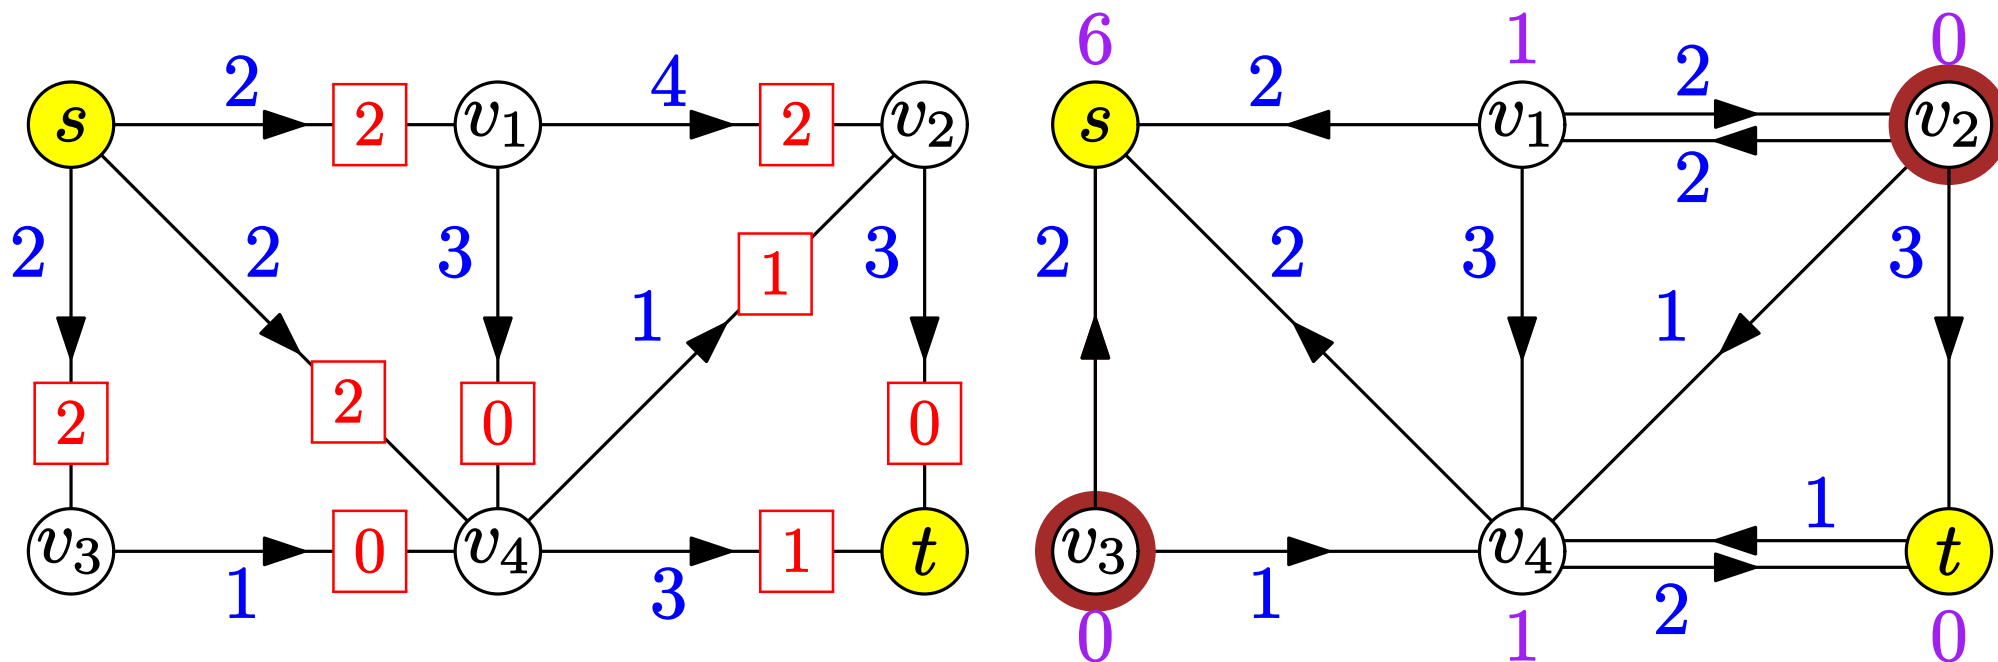 6 1 0
2 4 2 2
s 2 v1 2 v2 s v1 v2
2
2 2 3 3 2 2 3 3
1
1 1
2 2 0 0
1
v3 0 v4 1 t v3 v4 t
1 3 1 2
0 1 0